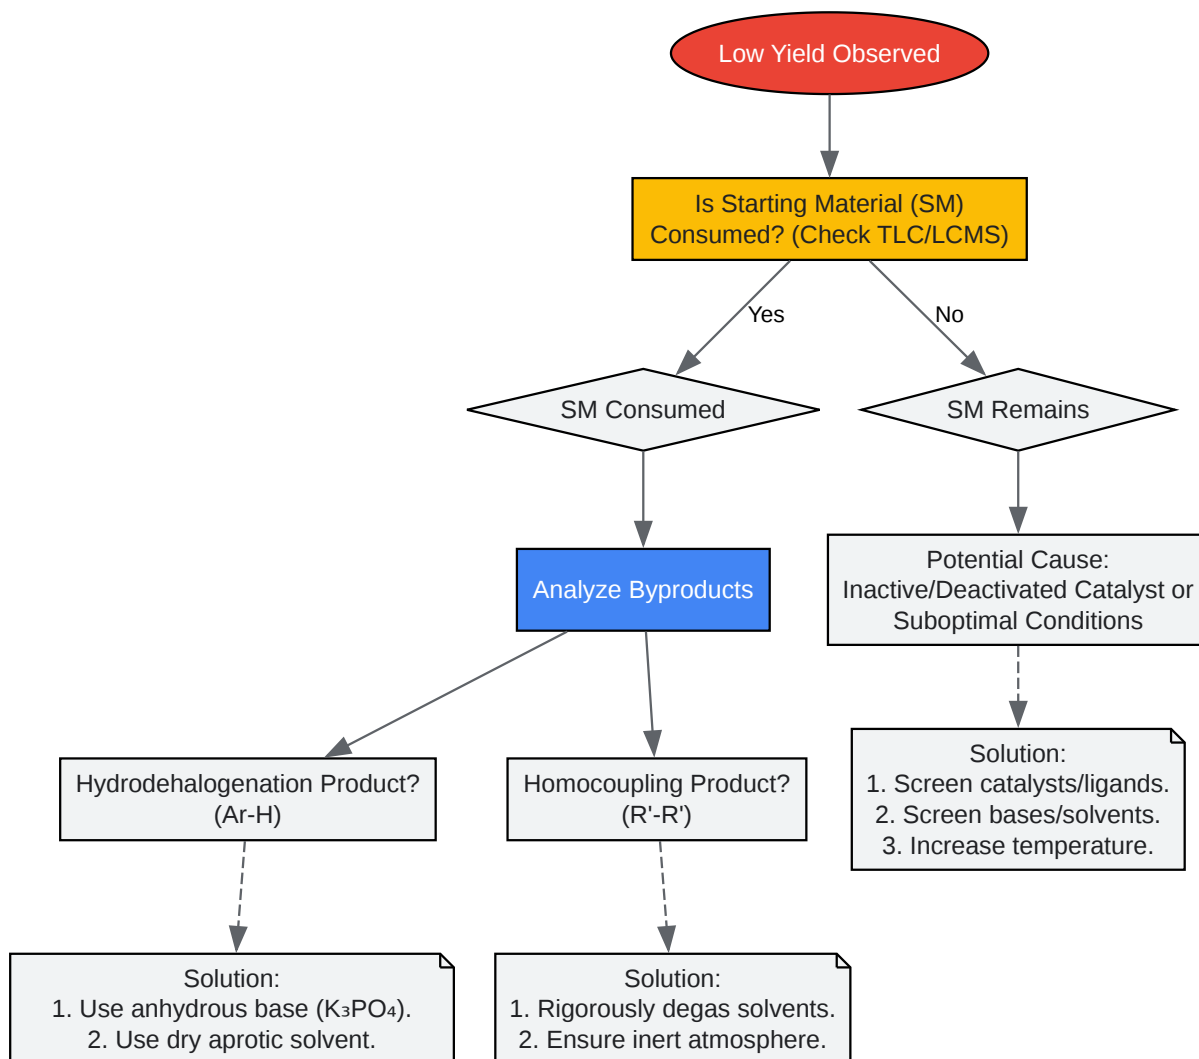 Low Yield Observed
Is Starting Material (SM)
Consumed? (Check TLC/LCMS)
Yes
No
SM Consumed
SM Remains
Analyze Byproducts
Potential Cause:
Inactive/Deactivated Catalyst or
Suboptimal Conditions
Hydrodehalogenation Product?
(Ar-H)
Homocoupling Product?
(R'-R')
Solution:
1. Screen catalysts/ligands.
2. Screen bases/solvents.
3. Increase temperature.
Solution:
1. Use anhydrous base (K₃PO₄).
2. Use dry aprotic solvent.
Solution:
1. Rigorously degas solvents.
2. Ensure inert atmosphere.